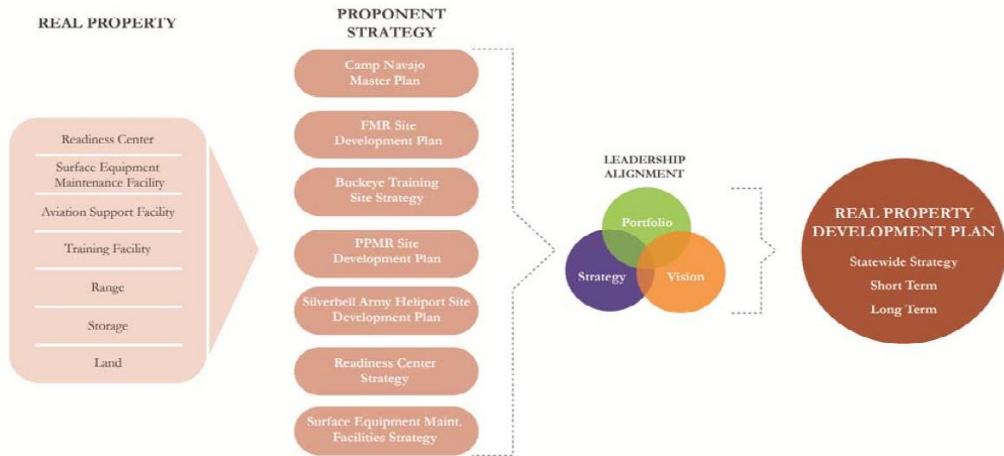 REAL PROPERTY
Readiness Center
Surface Equipment
Maintenance Facility
Aviation Support Facility
Training Facility
Range
Storage
Land
PROPONENT
STRATEGY
Camp Navajo
Master Plan
FMR Site
Development Plan
Buckeye Training
Site Strategy
PPMR Site
Development Plan
Silverbell Army Heliport Site
Development Plan
Readiness Center
Strategy
Surface Equipment Maint.
Facilities Strategy
LEADERSHIP
ALIGNMENT
Portfolio
Strategy
Vision
REAL PROPERTY
DEVELOPMENT PLAN
Statewide Strategy
Short Term
Long Term